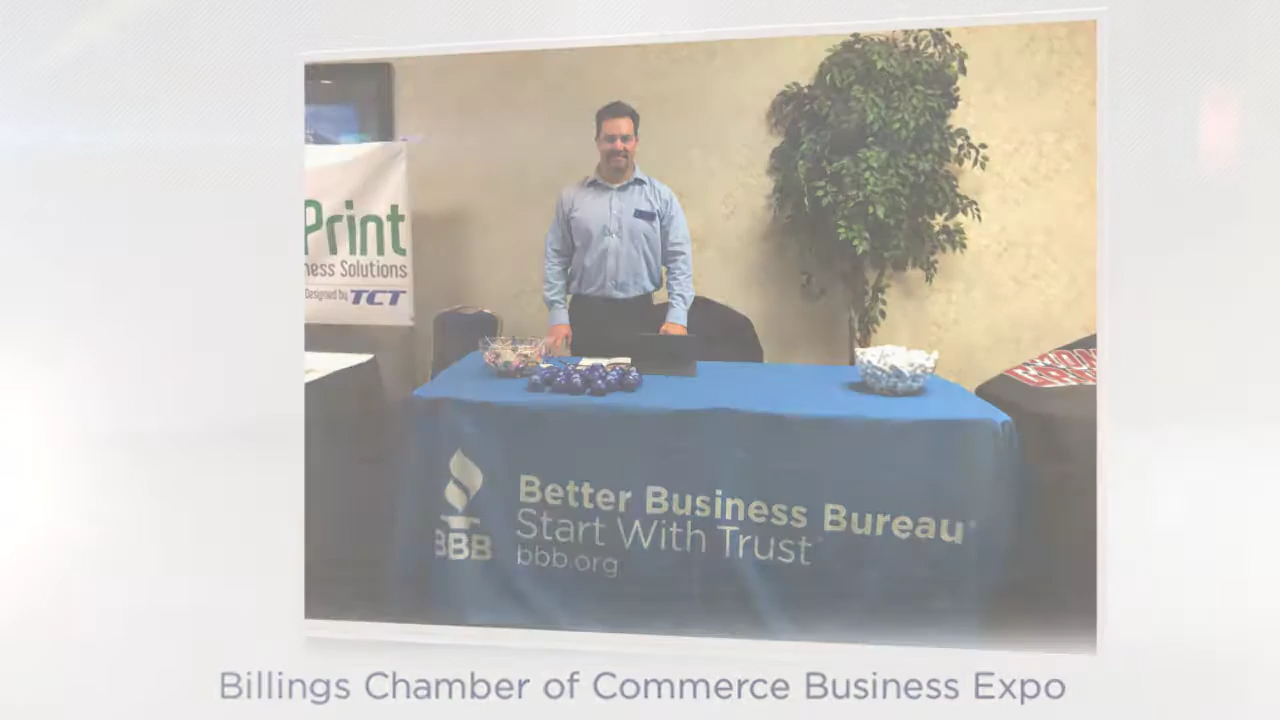 Print
ness Solutions
Designed by TCT
BBB
Better Business Bureau
Start With Trust
bbb.org
Billings Chamber of Commerce Business Expo